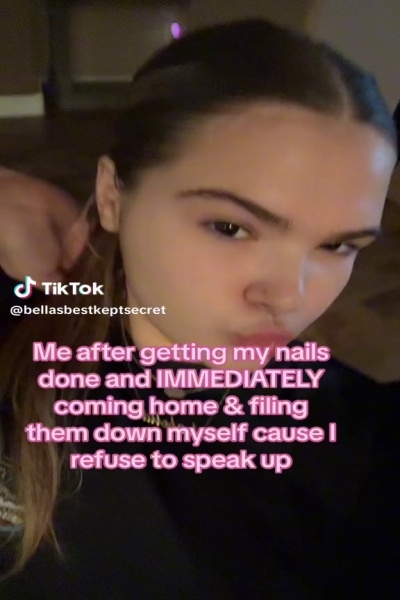 TikTok
@bellasbestkeptsecret
Me after getting my nails
done and IMMEDIATELY
coming home & filing
them down myself cause I
refuse to speak up